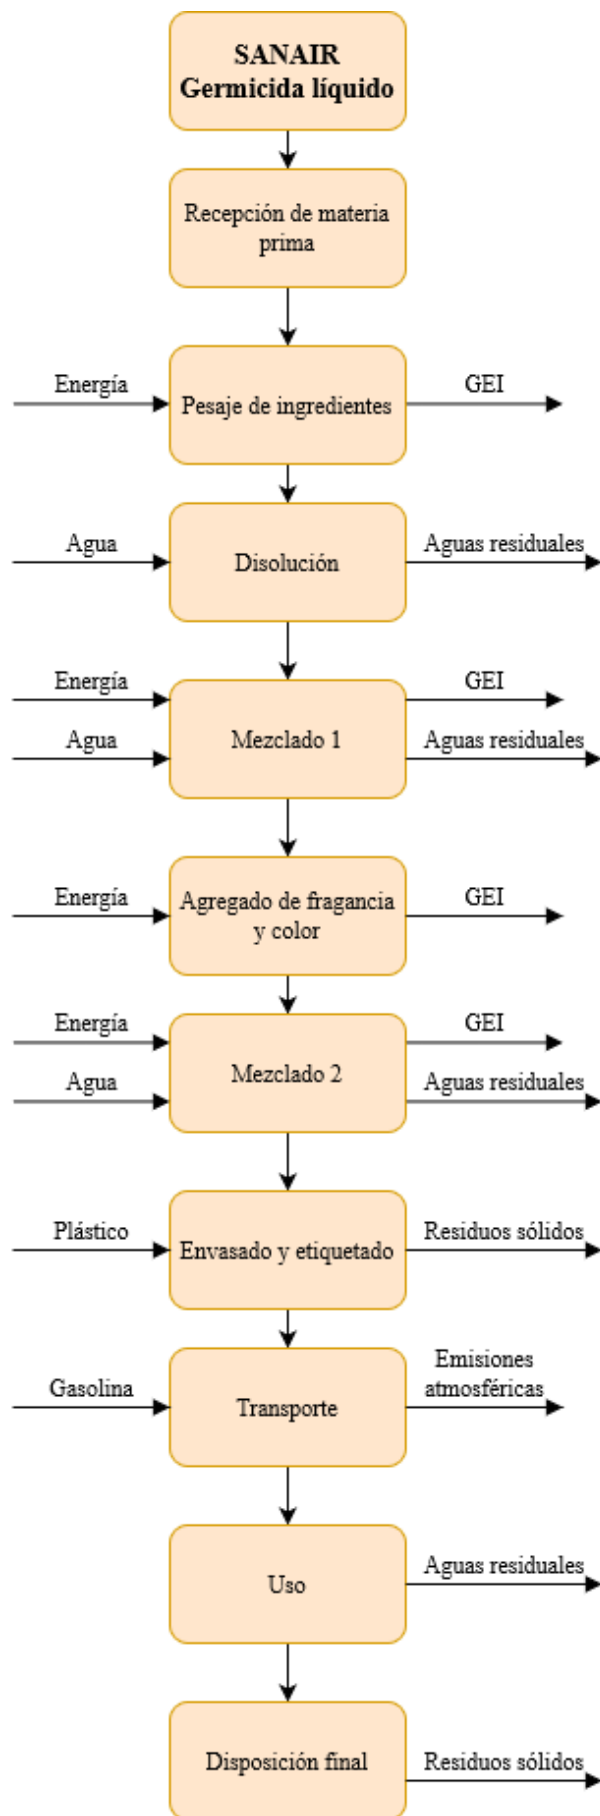 SANAIR
Germicida líquido
Recepción de materia
prima
Energía
Pesaje de ingredientes
GEI
Agua
Disolución
Aguas residuales
Energía
Agua
Mezclado 1
GEI
Aguas residuales
Energía
Agregado de fragancia
y color
GEI
Energía
Agua
Mezclado 2
GEI
Aguas residuales
Plástico
Envasado y etiquetado
Residuos sólidos
Gasolina
Transporte
Emisiones
atmosféricas
Uso
Aguas residuales
Disposición final
Residuos sólidos